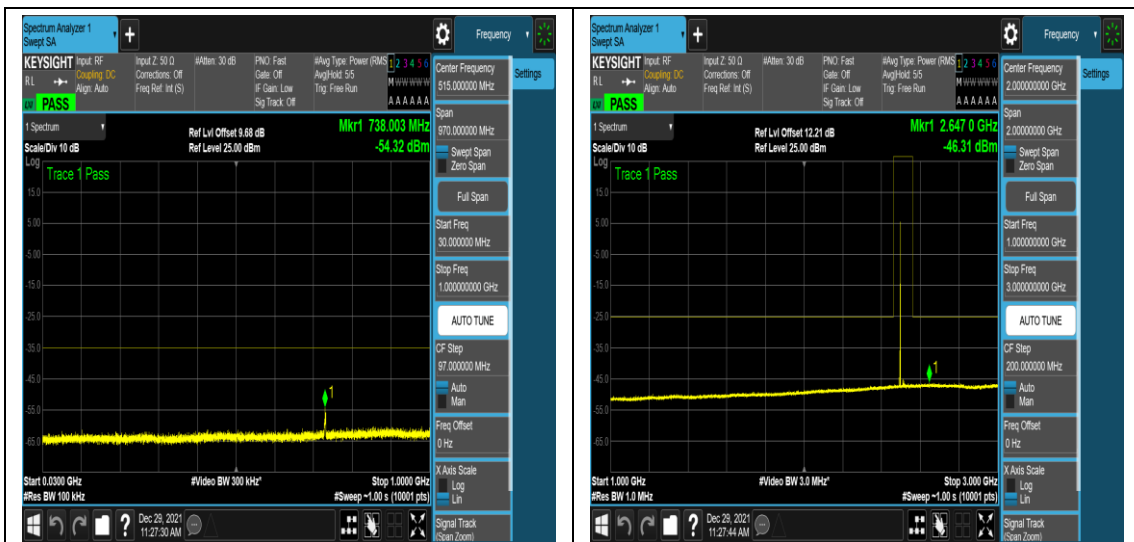 Spectrum Analyzer 1
Swept SA
Frequency
KEYSIGHT Input: RF
RL
Coupling: DC
Align: Auto
Input Z: 50 Ω
Corrections: Off
Freq Ref: Int (S)
#Atten: 30 dB
PNO: Fast
Gate: Off
IF Gain: Low
Sig Track: Off
#Avg Type: Power (RMS
Avg|Hold: 5/5
Trig: Free Run
1 2 3 4 5 6
M W W W W W
A A A A A A
PASS
Center Frequency
515.000000 MHz
Settings
Span
970.000000 MHz
Swept Span
Zero Span
Full Span
Start Freq
30.000000 MHz
Stop Freq
1.000000000 GHz
AUTO TUNE
CF Step
97.000000 MHz
Auto
Man
Freq Offset
0 Hz
X Axis Scale
Log
Lin
Signal Track
(Span Zoom)
1 Spectrum
Scale/Div 10 dB
Ref Lvl Offset 9.68 dB
Ref Level 25.00 dBm
Mkr1 738.003 MHz
-54.32 dBm
Log
Trace 1 Pass
15.0
5.00
-5.00
-15.0
-25.0
-35.0
-45.0
-55.0
-65.0
1
Start 0.0300 GHz
#Res BW 100 kHz
#Video BW 300 kHz*
Stop 1.0000 GHz
#Sweep ~1.00 s (10001 pts)
?
Dec 29, 2021
11:27:30 AM
Spectrum Analyzer 1
Swept SA
Frequency
KEYSIGHT Input: RF
RL
Coupling: DC
Align: Auto
Input Z: 50 Ω
Corrections: Off
Freq Ref: Int (S)
#Atten: 30 dB
PNO: Fast
Gate: Off
IF Gain: Low
Sig Track: Off
#Avg Type: Power (RMS
Avg|Hold: 5/5
Trig: Free Run
1 2 3 4 5 6
M W W W W W
A A A A A A
PASS
Center Frequency
2.000000000 GHz
Settings
Span
2.00000000 GHz
Swept Span
Zero Span
Full Span
Start Freq
1.000000000 GHz
Stop Freq
3.000000000 GHz
AUTO TUNE
CF Step
200.000000 MHz
Auto
Man
Freq Offset
0 Hz
X Axis Scale
Log
Lin
Signal Track
(Span Zoom)
1 Spectrum
Scale/Div 10 dB
Ref Lvl Offset 12.21 dB
Ref Level 25.00 dBm
Mkr1 2.647 0 GHz
-46.31 dBm
Log
Trace 1 Pass
15.0
5.00
-5.00
-15.0
-25.0
-35.0
-45.0
-55.0
-65.0
1
Start 1.000 GHz
#Res BW 1.0 MHz
#Video BW 3.0 MHz*
Stop 3.000 GHz
#Sweep ~1.00 s (10001 pts)
?
Dec 29, 2021
11:27:44 AM